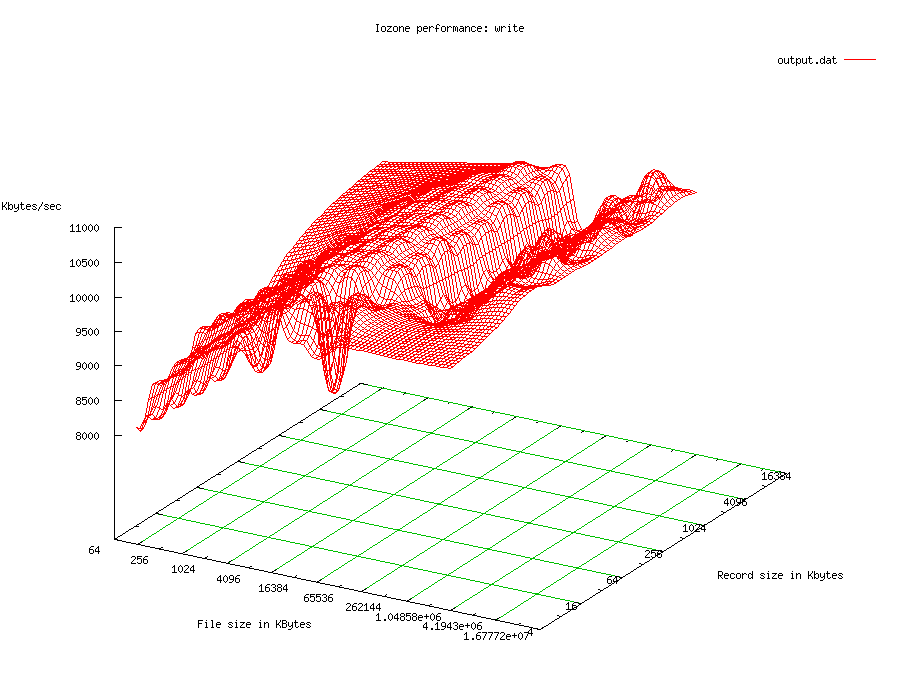 Iozone performance: write
output.dat
Kbytes/sec
11000
10500
10000
9500
9000
8500
8000
64
256
1024
4096
16384
65536
262144
1.04858e+06
4.1943e+06
1.67772e+07
File size in KBytes
4
16
64
256
1024
4096
16384
Record size in Kbytes